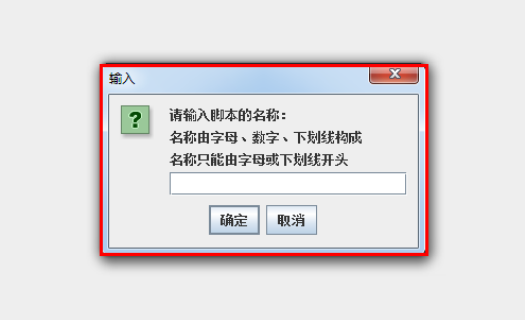 输入
请输入脚本的名称：
名称由字母、数字、下划线构成
名称只能由字母或下划线开头
确定 取消